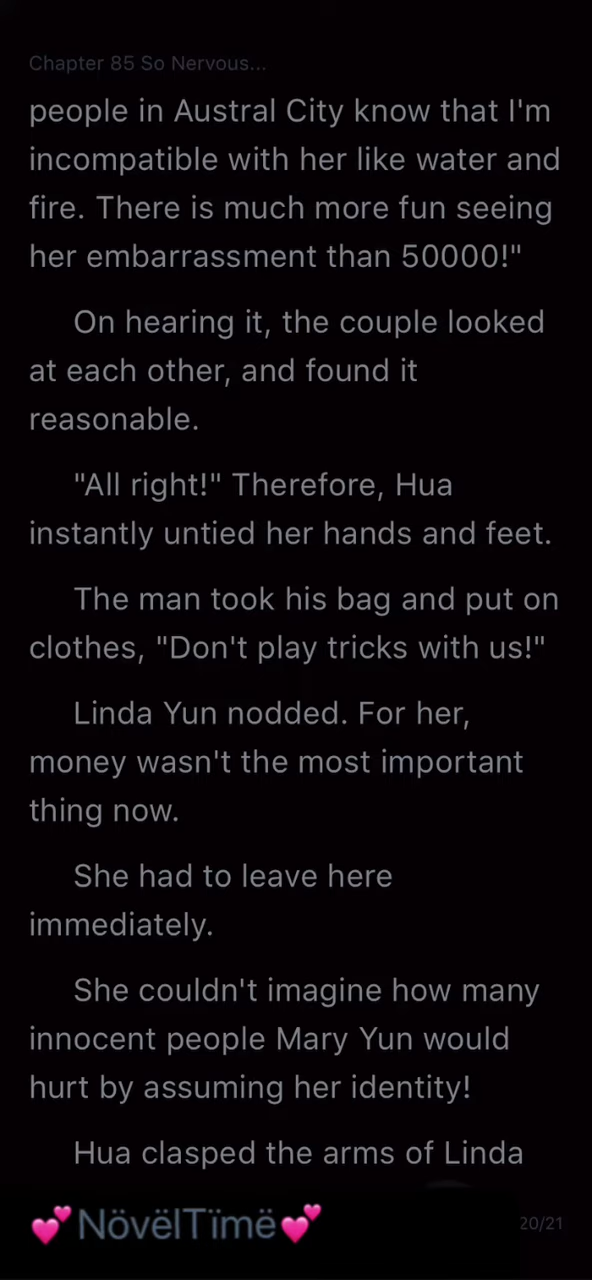 Chapter 85 So Nervous...
people in Austral City know that I'm
incompatible with her like water and
fire. There is much more fun seeing
her embarrassment than 50000!"
On hearing it, the couple looked
at each other, and found it
reasonable.
"All right!" Therefore, Hua
instantly untied her hands and feet.
The man took his bag and put on
clothes, "Don't play tricks with us!"
Linda Yun nodded. For her,
money wasn't the most important
thing now.
She had to leave here
immediately.
She couldn't imagine how many
innocent people Mary Yun would
hurt by assuming her identity!
Hua clasped the arms of Linda
💕NövëlTïmë💕
20/21